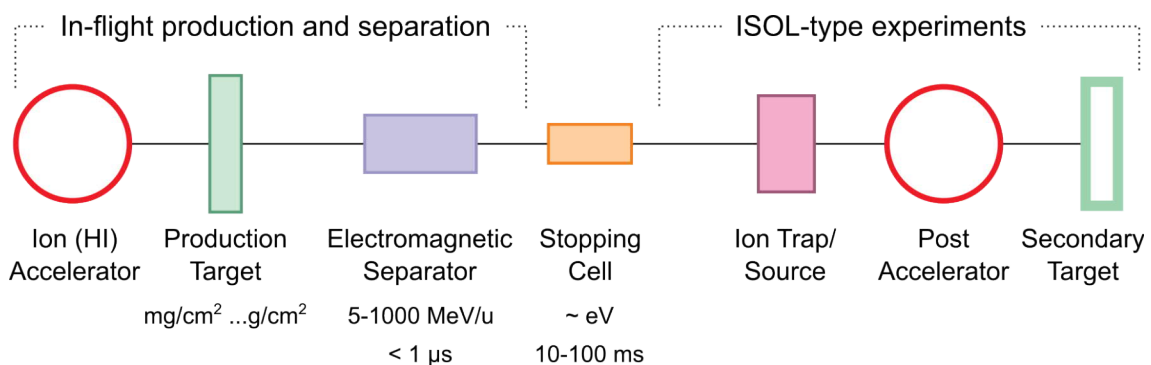 In-flight production and separation
ISOL-type experiments
Ion (HI)
Accelerator
Production
Target
mg/cm² ...g/cm²
Electromagnetic
Separator
5-1000 MeV/u
< 1 µs
Stopping
Cell
~ eV
10-100 ms
Ion Trap/
Source
Post
Accelerator
Secondary
Target